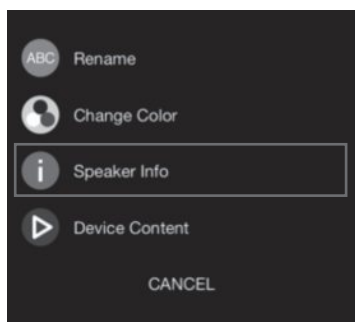 ABC Rename
Change Color
i Speaker Info
Device Content
CANCEL